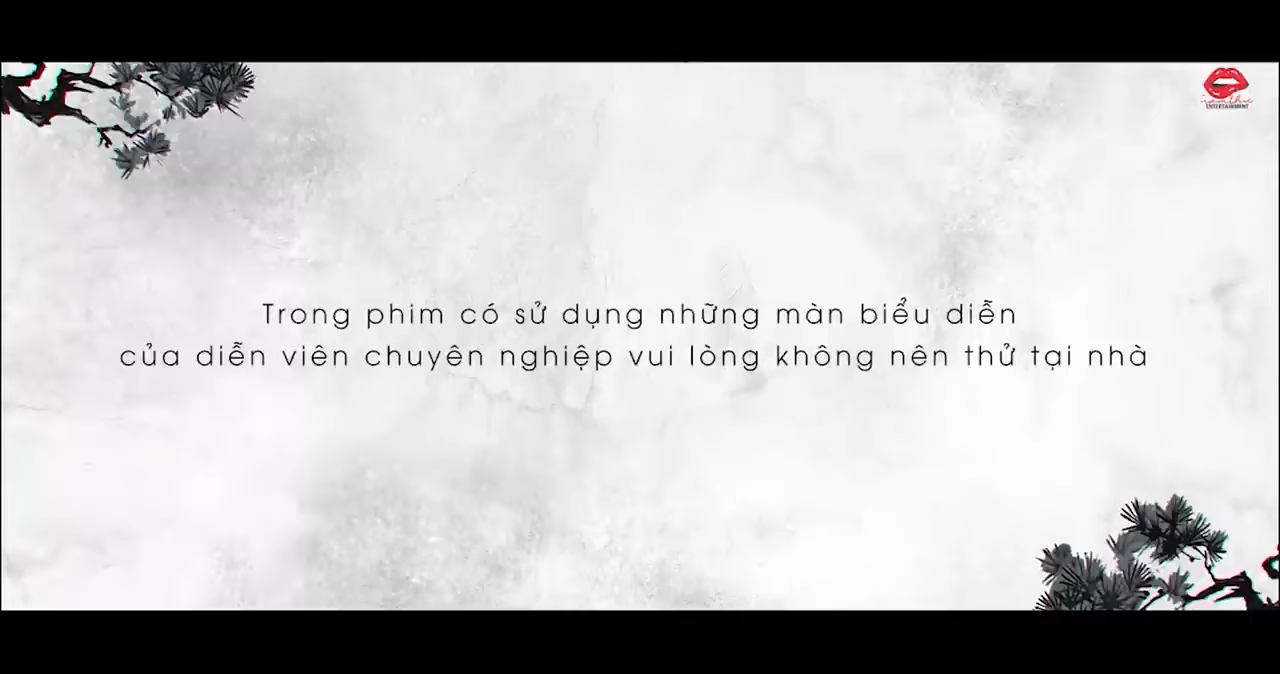 Trong phim có sử dụng những màn biểu diễn
của diễn viên chuyên nghiệp vui lòng không nên thử tại nhà
ENTERTAINMENT